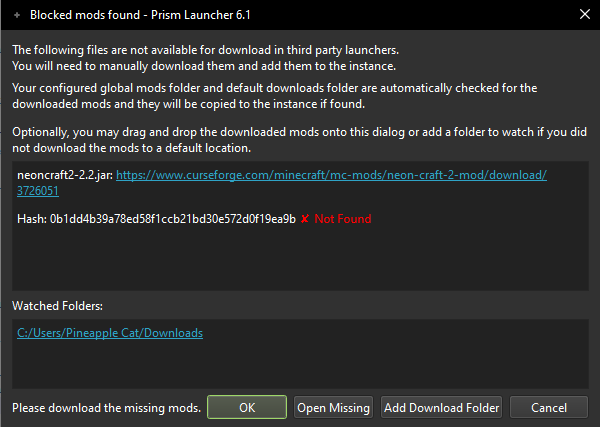 Blocked mods found - Prism Launcher 6.1
The following files are not available for download in third party launchers.
You will need to manually download them and add them to the instance.
Your configured global mods folder and default downloads folder are automatically checked for the
downloaded mods and they will be copied to the instance if found.
Optionally, you may drag and drop the downloaded mods onto this dialog or add a folder to watch if you did
not download the mods to a default location.
neoncraft2-2.2.jar: https://www.curseforge.com/minecraft/mc-mods/neon-craft-2-mod/download/
3726051
Hash: 0b1dd4b39a78ed58f1ccb21bd30e572d0f19ea9b ✘ Not Found
Watched Folders:
C:/Users/Pineapple Cat/Downloads
Please download the missing mods. OK Open Missing Add Download Folder Cancel